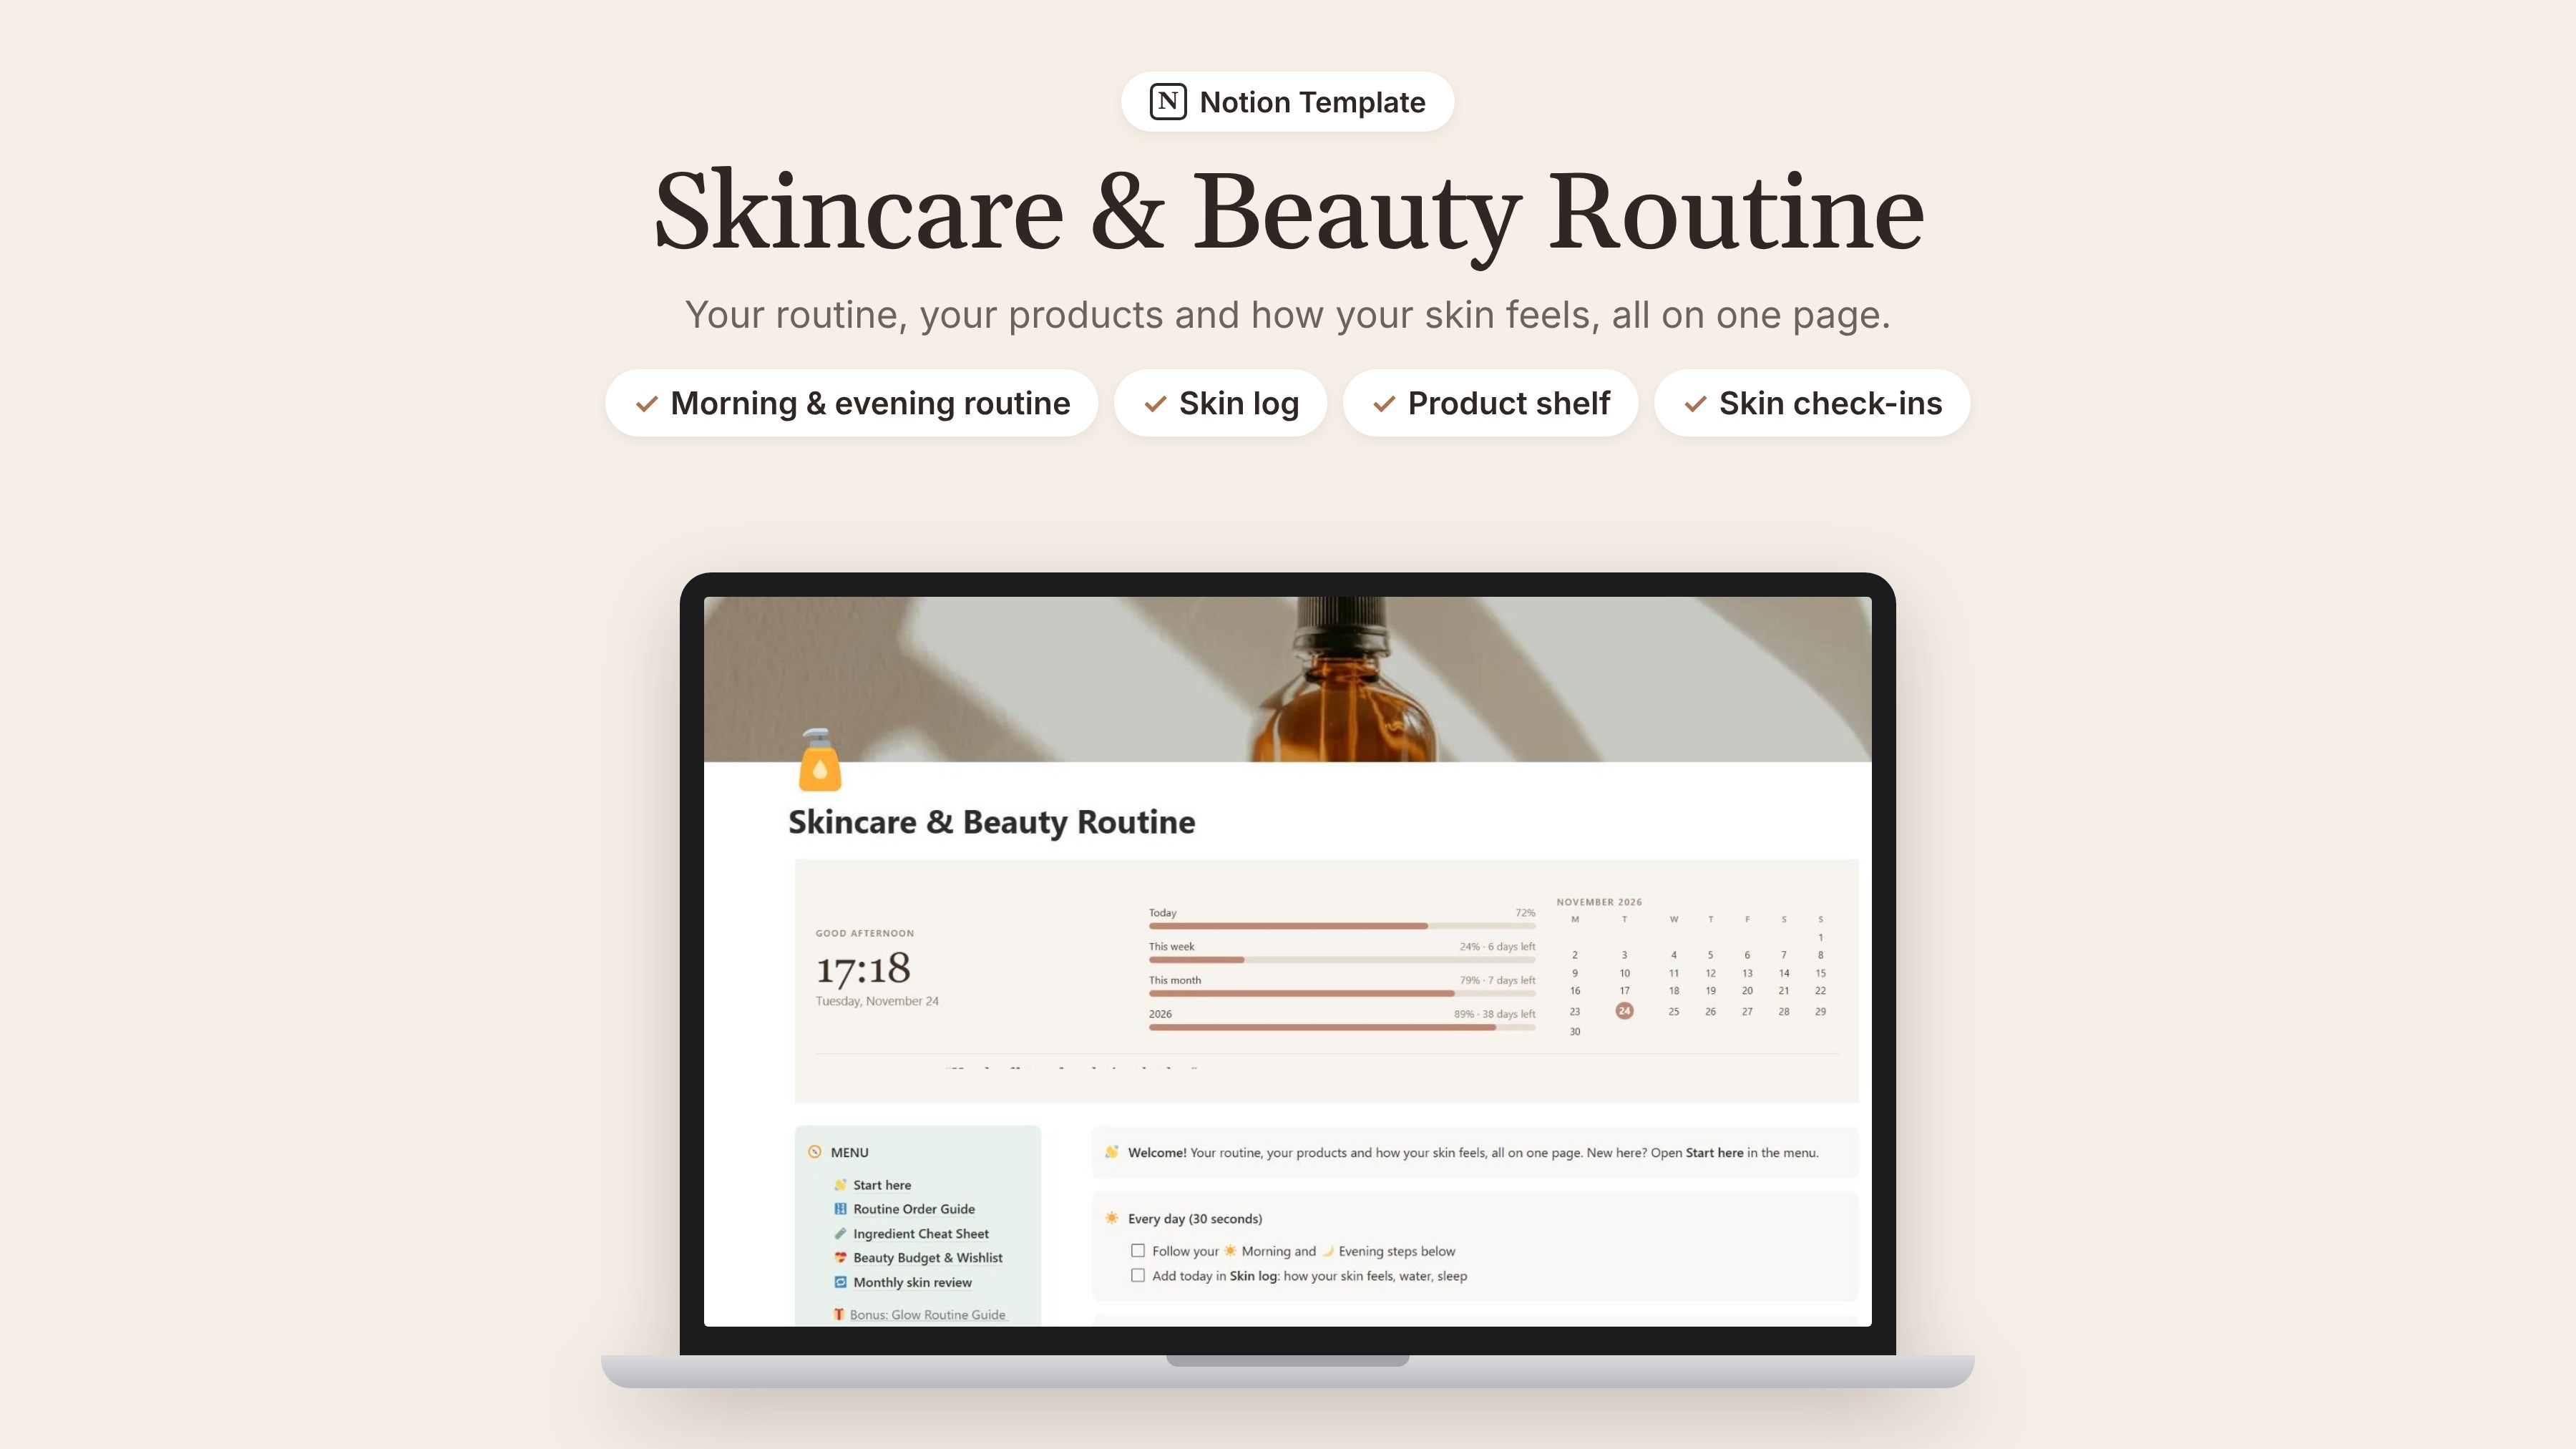 N Notion Template
Skincare & Beauty Routine
Your routine, your products and how your skin feels, all on one page.
Morning & evening routine
Skin log
Product shelf
Skin check-ins
Skincare & Beauty Routine
GOOD AFTERNOON
17:18
Tuesday, November 24
Today 72%
This week 24% · 6 days left
This month 79% · 7 days left
2026 89% · 38 days left
NOVEMBER 2026
M T W T F S S
1
2 3 4 5 6 7 8
9 10 11 12 13 14 15
16 17 18 19 20 21 22
23 24 25 26 27 28 29
30
MENU
Start here
Routine Order Guide
Ingredient Cheat Sheet
Beauty Budget & Wishlist
Monthly skin review
Bonus: Glow Routine Guide
Welcome! Your routine, your products and how your skin feels, all on one page. New here? Open Start here in the menu.
Every day (30 seconds)
Follow your Morning and Evening steps below
Add today in Skin log: how your skin feels, water, sleep